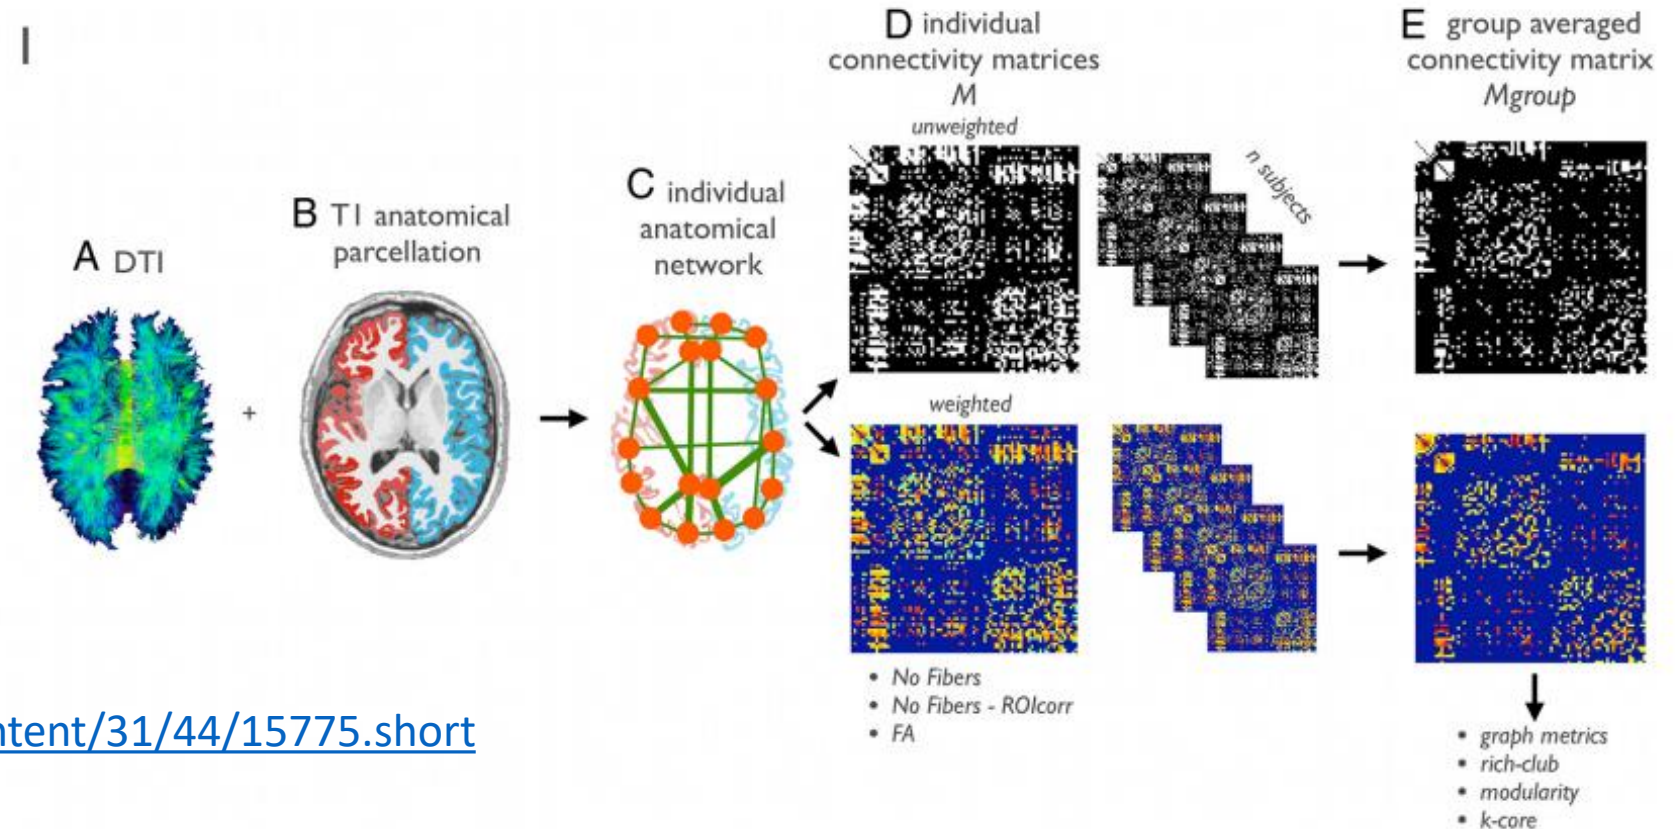 I
A DTI
+
B T1 anatomical
parcellation
C individual
anatomical
network
D individual
connectivity matrices
M
unweighted
n subjects
weighted
• No Fibers
• No Fibers - ROIcorr
• FA
E group averaged
connectivity matrix
Mgroup
• graph metrics
• rich-club
• modularity
• k-core
ntent/31/44/15775.short